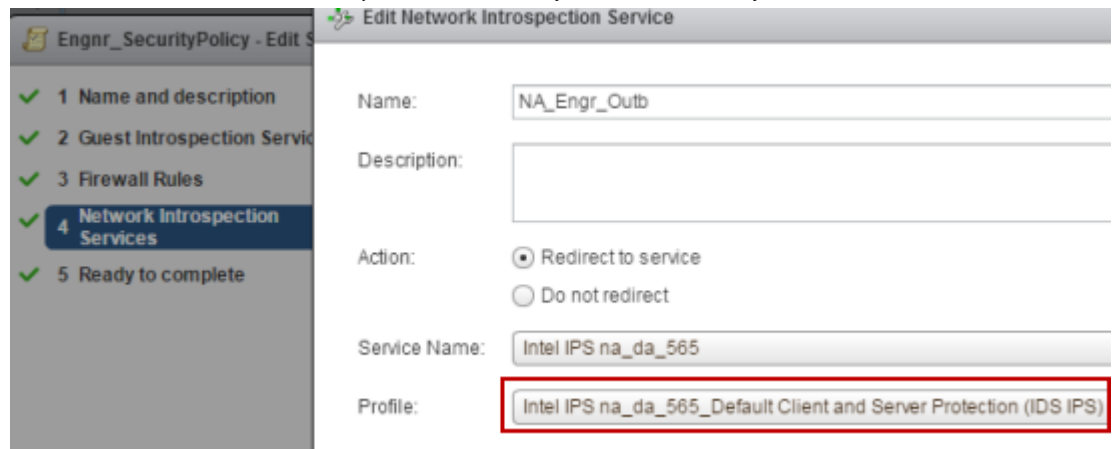 Engnr_SecurityPolicy - Edit S
1 Name and description
2 Guest Introspection Servic
3 Firewall Rules
4 Network Introspection
Services
5 Ready to complete
Edit Network Introspection Service
Name: NA_Engr_Outb
Description:
Action: Redirect to service
Do not redirect
Service Name: Intel IPS na_da_565
Profile: Intel IPS na_da_565_Default Client and Server Protection (IDS IPS)